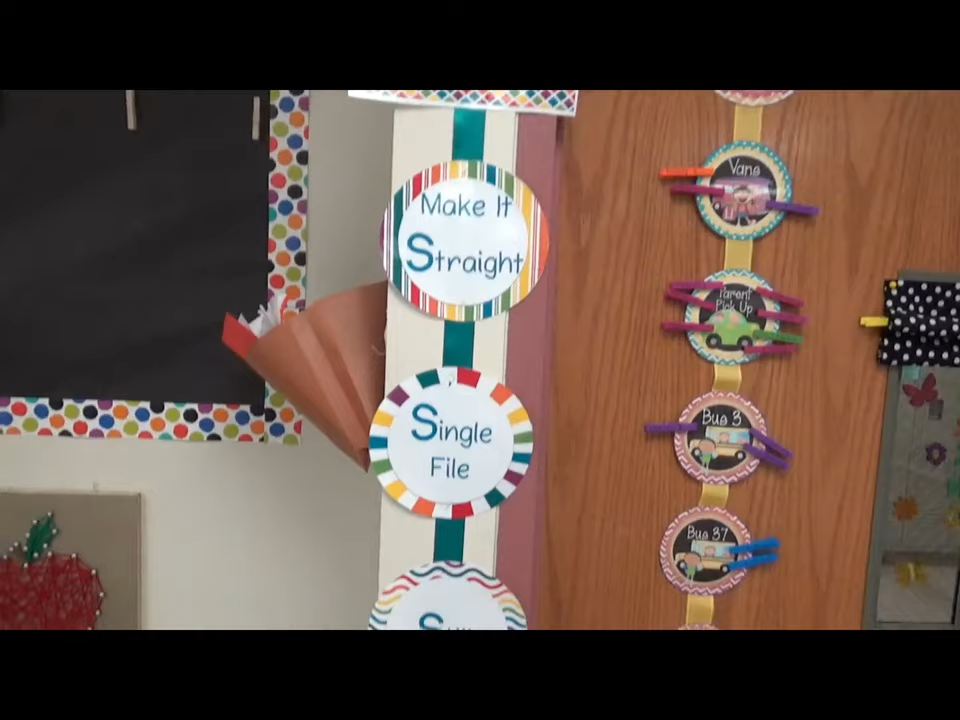 Make It
Straight
Single
File
Vans
Parent
Pick Up
Bus 3
Bus 37